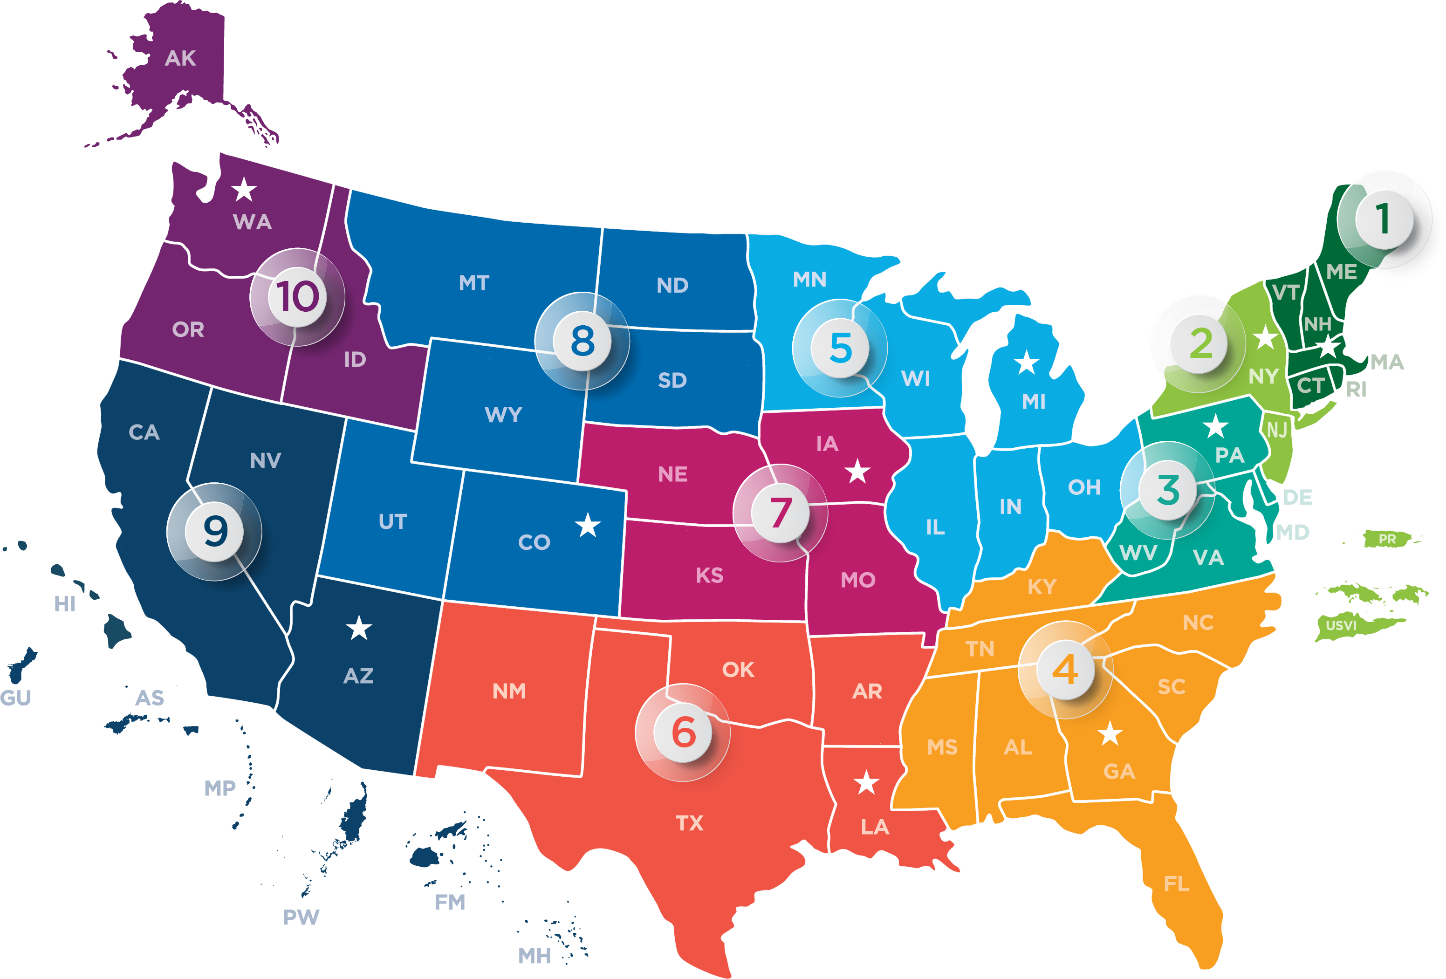 AK
WA
10
OR
ID
MT
ND
8
SD
WY
MN
5
WI
MI
1
ME
VT
NH
2
NY
MA
CT
RI
CA
NV
9
UT
CO
AZ
NE
IA
7
KS
MO
IL
IN
OH
PA
NJ
3
DE
MD
WV
VA
PR
USVI
KY
TN
NC
4
SC
MS
AL
GA
FL
NM
OK
AR
6
TX
LA
HI
GU
AS
MP
PW
FM
MH